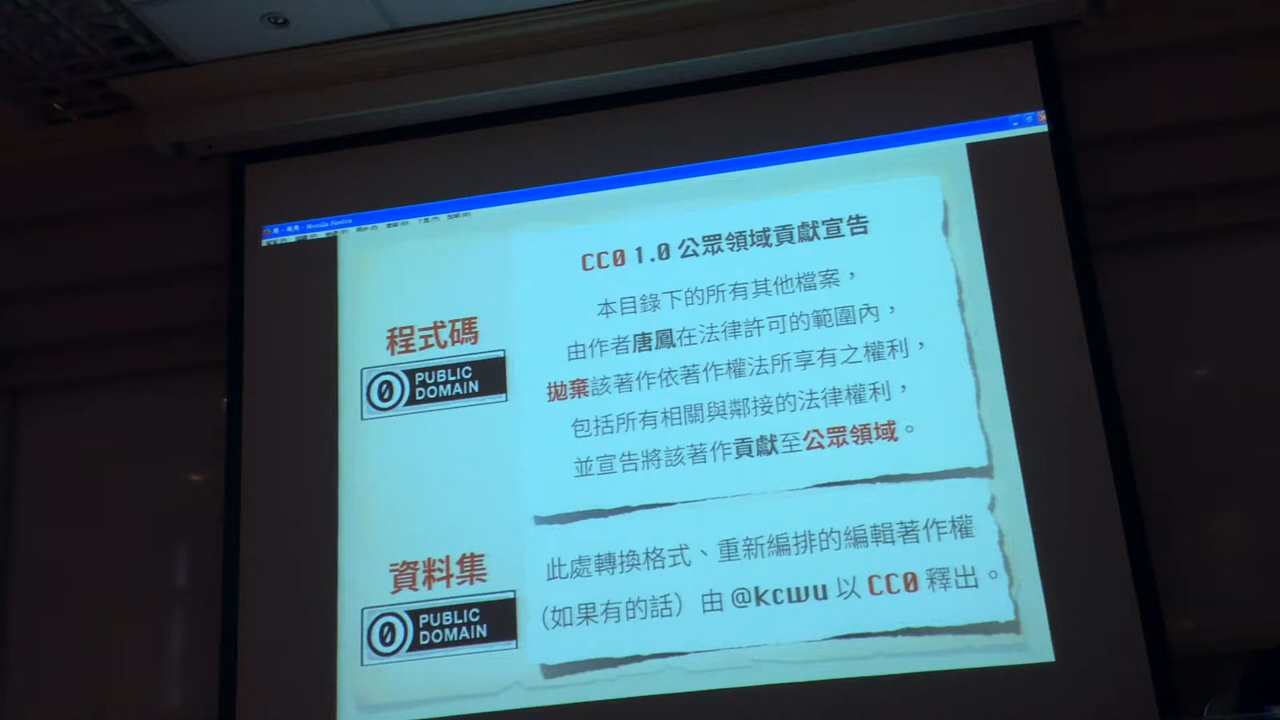 Mozilla Firefox
CC0 1.0 公眾領域貢獻宣告
程式碼
PUBLIC
DOMAIN
本目錄下的所有其他檔案，
由作者唐鳳在法律許可的範圍內，
拋棄該著作依著作權法所享有之權利，
包括所有相關與鄰接的法律權利，
並宣告將該著作貢獻至公眾領域。
資料集
PUBLIC
DOMAIN
此處轉換格式、重新編排的編輯著作權
（如果有的話）由 @kcwu 以 CC0 釋出。